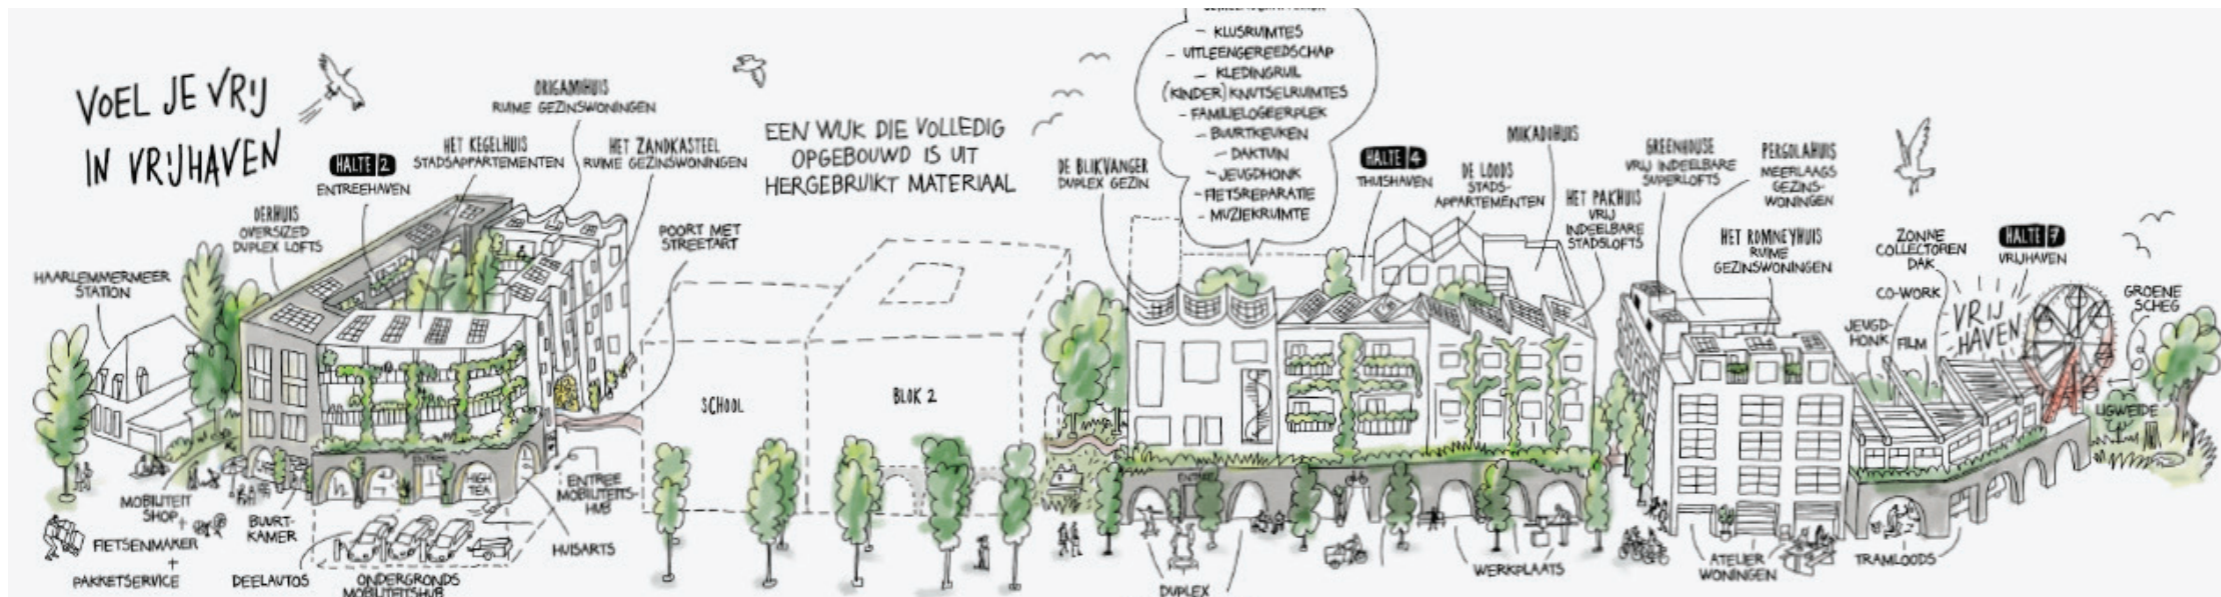 VOEL JE VRIJ
IN VRIJHAVEN
HALTE 2
ENTREEHAVEN
ORIGAMIHUIS
RUIME GEZINSWONINGEN
HET KEGELHUIS
STADSAPPARTEMENTEN
HET ZANDKASTEEL
RUIME GEZINSWONINGEN
OVERSIZED
DUPLEX LOFTS
HAARLEMMERMEER
STATION
POORT MET
STREETART
EEN WIJK DIE VOLLEDIG
OPGEBOUWD IS UIT
HERGEBRUIKT MATERIAAL
- KLUSRUIMTES
- UITLEENGEREEDSCHAP
- KLEDINGRUIL
(KINDER) KNUTSELRUIMTES
- FAMILIELOGEERPLEK
- BUURTKEUKEN
- DAKTUIN
- JEUGDHONK
- FIETSREPARATIE
- MUZIEKRUIMTE
DE BLIKVANGER
DUPLEX GEZIN
HALTE 4
THUISHAVEN
DE LOODS
STADS-
APPARTEMENTEN
MIKADOHUIS
HET PAKHUIS
VRIJ
INDEELBARE
STADSLOFTS
GREENHOUSE
VRIJ INDEELBARE
SUPERLOFTS
PERGOLAHUIS
MEERLAAGS
GEZINS-
WONINGEN
HET ROMNEYHUIS
RUIME
GEZINSWONINGEN
ZONNE
COLLECTOREN
DAK
CO-WORK
JEUGD-
HONK
FILM
HALTE 7
VRIJHAVEN
VRIJ
HAVEN
GROENE
SCHEG
LIGWEIDE
SCHOOL
BLOK 2
ENTREE
HIGH
TEA
ENTREE
MOBILITEITS-
HUB
MOBILITEIT
SHOP
+
FIETSENMAKER
+
PAKKETSERVICE
BUURT-
KAMER
DEELAUTOS
ONDERGRONDS
MOBILITEITSHUB
HUISARTS
DUPLEX
WERKPLAATS
ATELIER
WONINGEN
TRAMLOODS